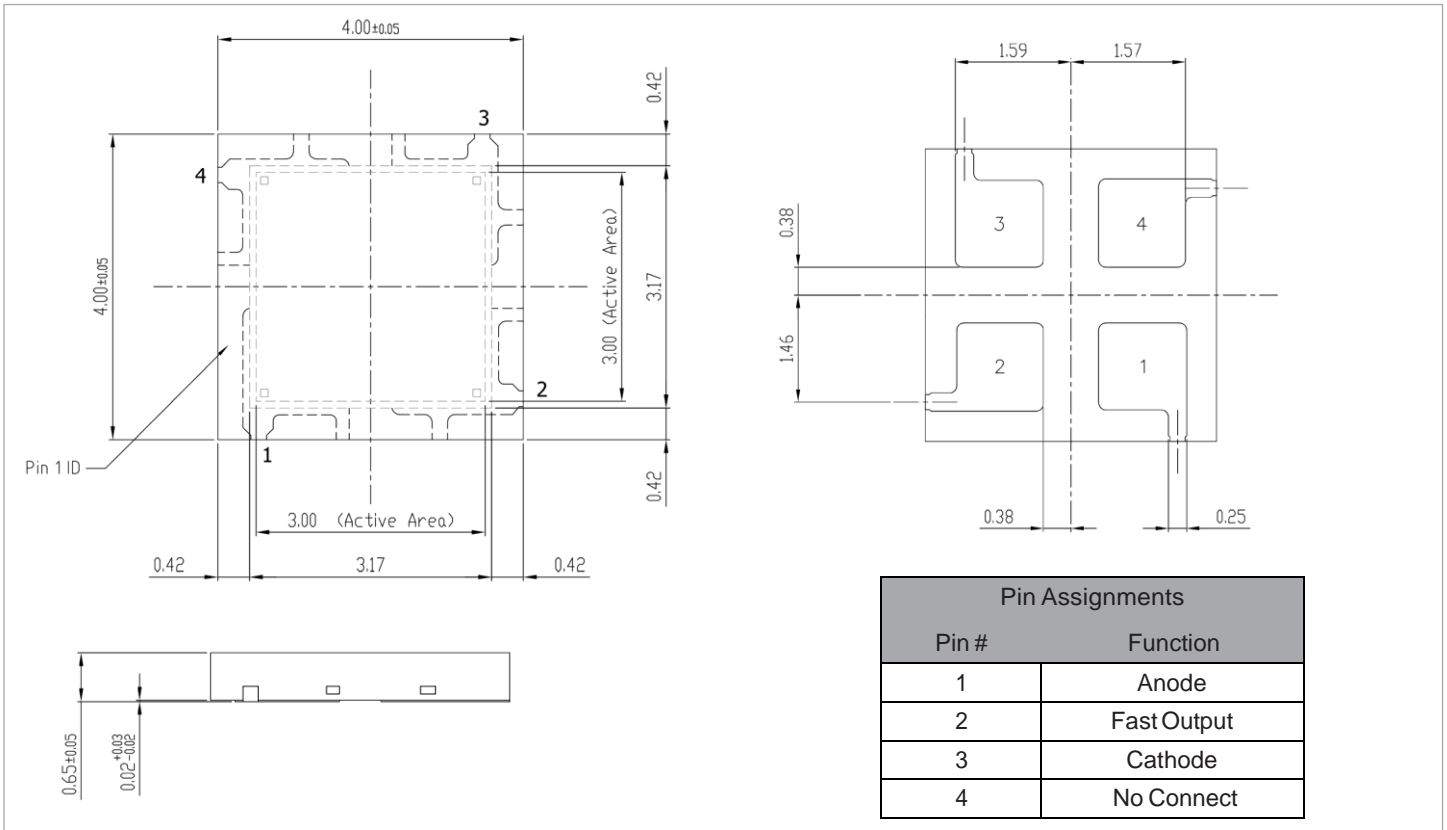 4.00±0.05
0.42
3
4
4.00±0.05
3.00 (Active Area)
3.17
2
1
Pin 1 ID
3.00 (Active Area)
0.42
0.42
3.17
0.42
0.65±0.05
0.02 +0.03 -0.02
1.59
1.57
0.38
1.46
3
4
2
1
0.38
0.25
Pin Assignments
Pin # Function
1 Anode
2 Fast Output
3 Cathode
4 No Connect